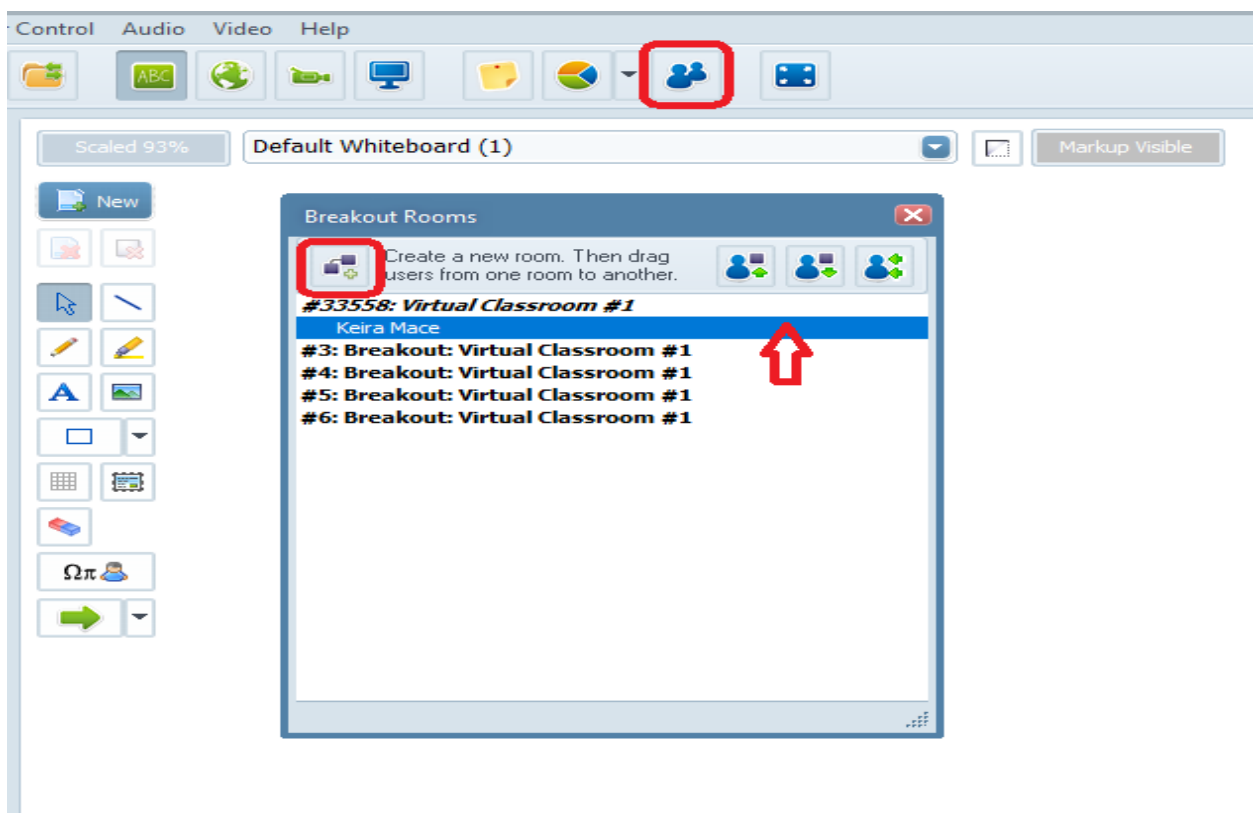 Control Audio Video Help
ABC
Scaled 93% Default Whiteboard (1) Markup Visible
New
Breakout Rooms
Create a new room. Then drag
users from one room to another.
#33558: Virtual Classroom #1
Keira Mace
#3: Breakout: Virtual Classroom #1
#4: Breakout: Virtual Classroom #1
#5: Breakout: Virtual Classroom #1
#6: Breakout: Virtual Classroom #1
A
Ωπ